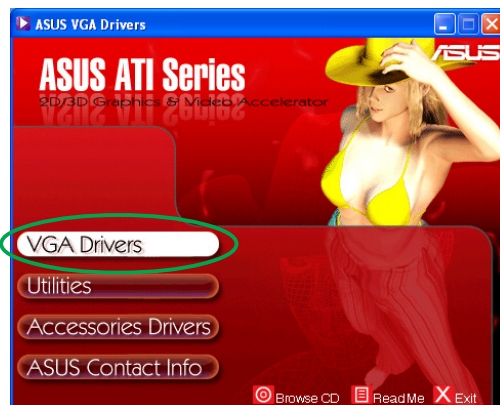 ASUS VGA Drivers
ASUS
ASUS ATI Series
2D/3D Graphics & Video Accelerator
VGA Drivers
Utilities
Accessories Drivers
ASUS Contact Info
Browse CD ReadMe Exit